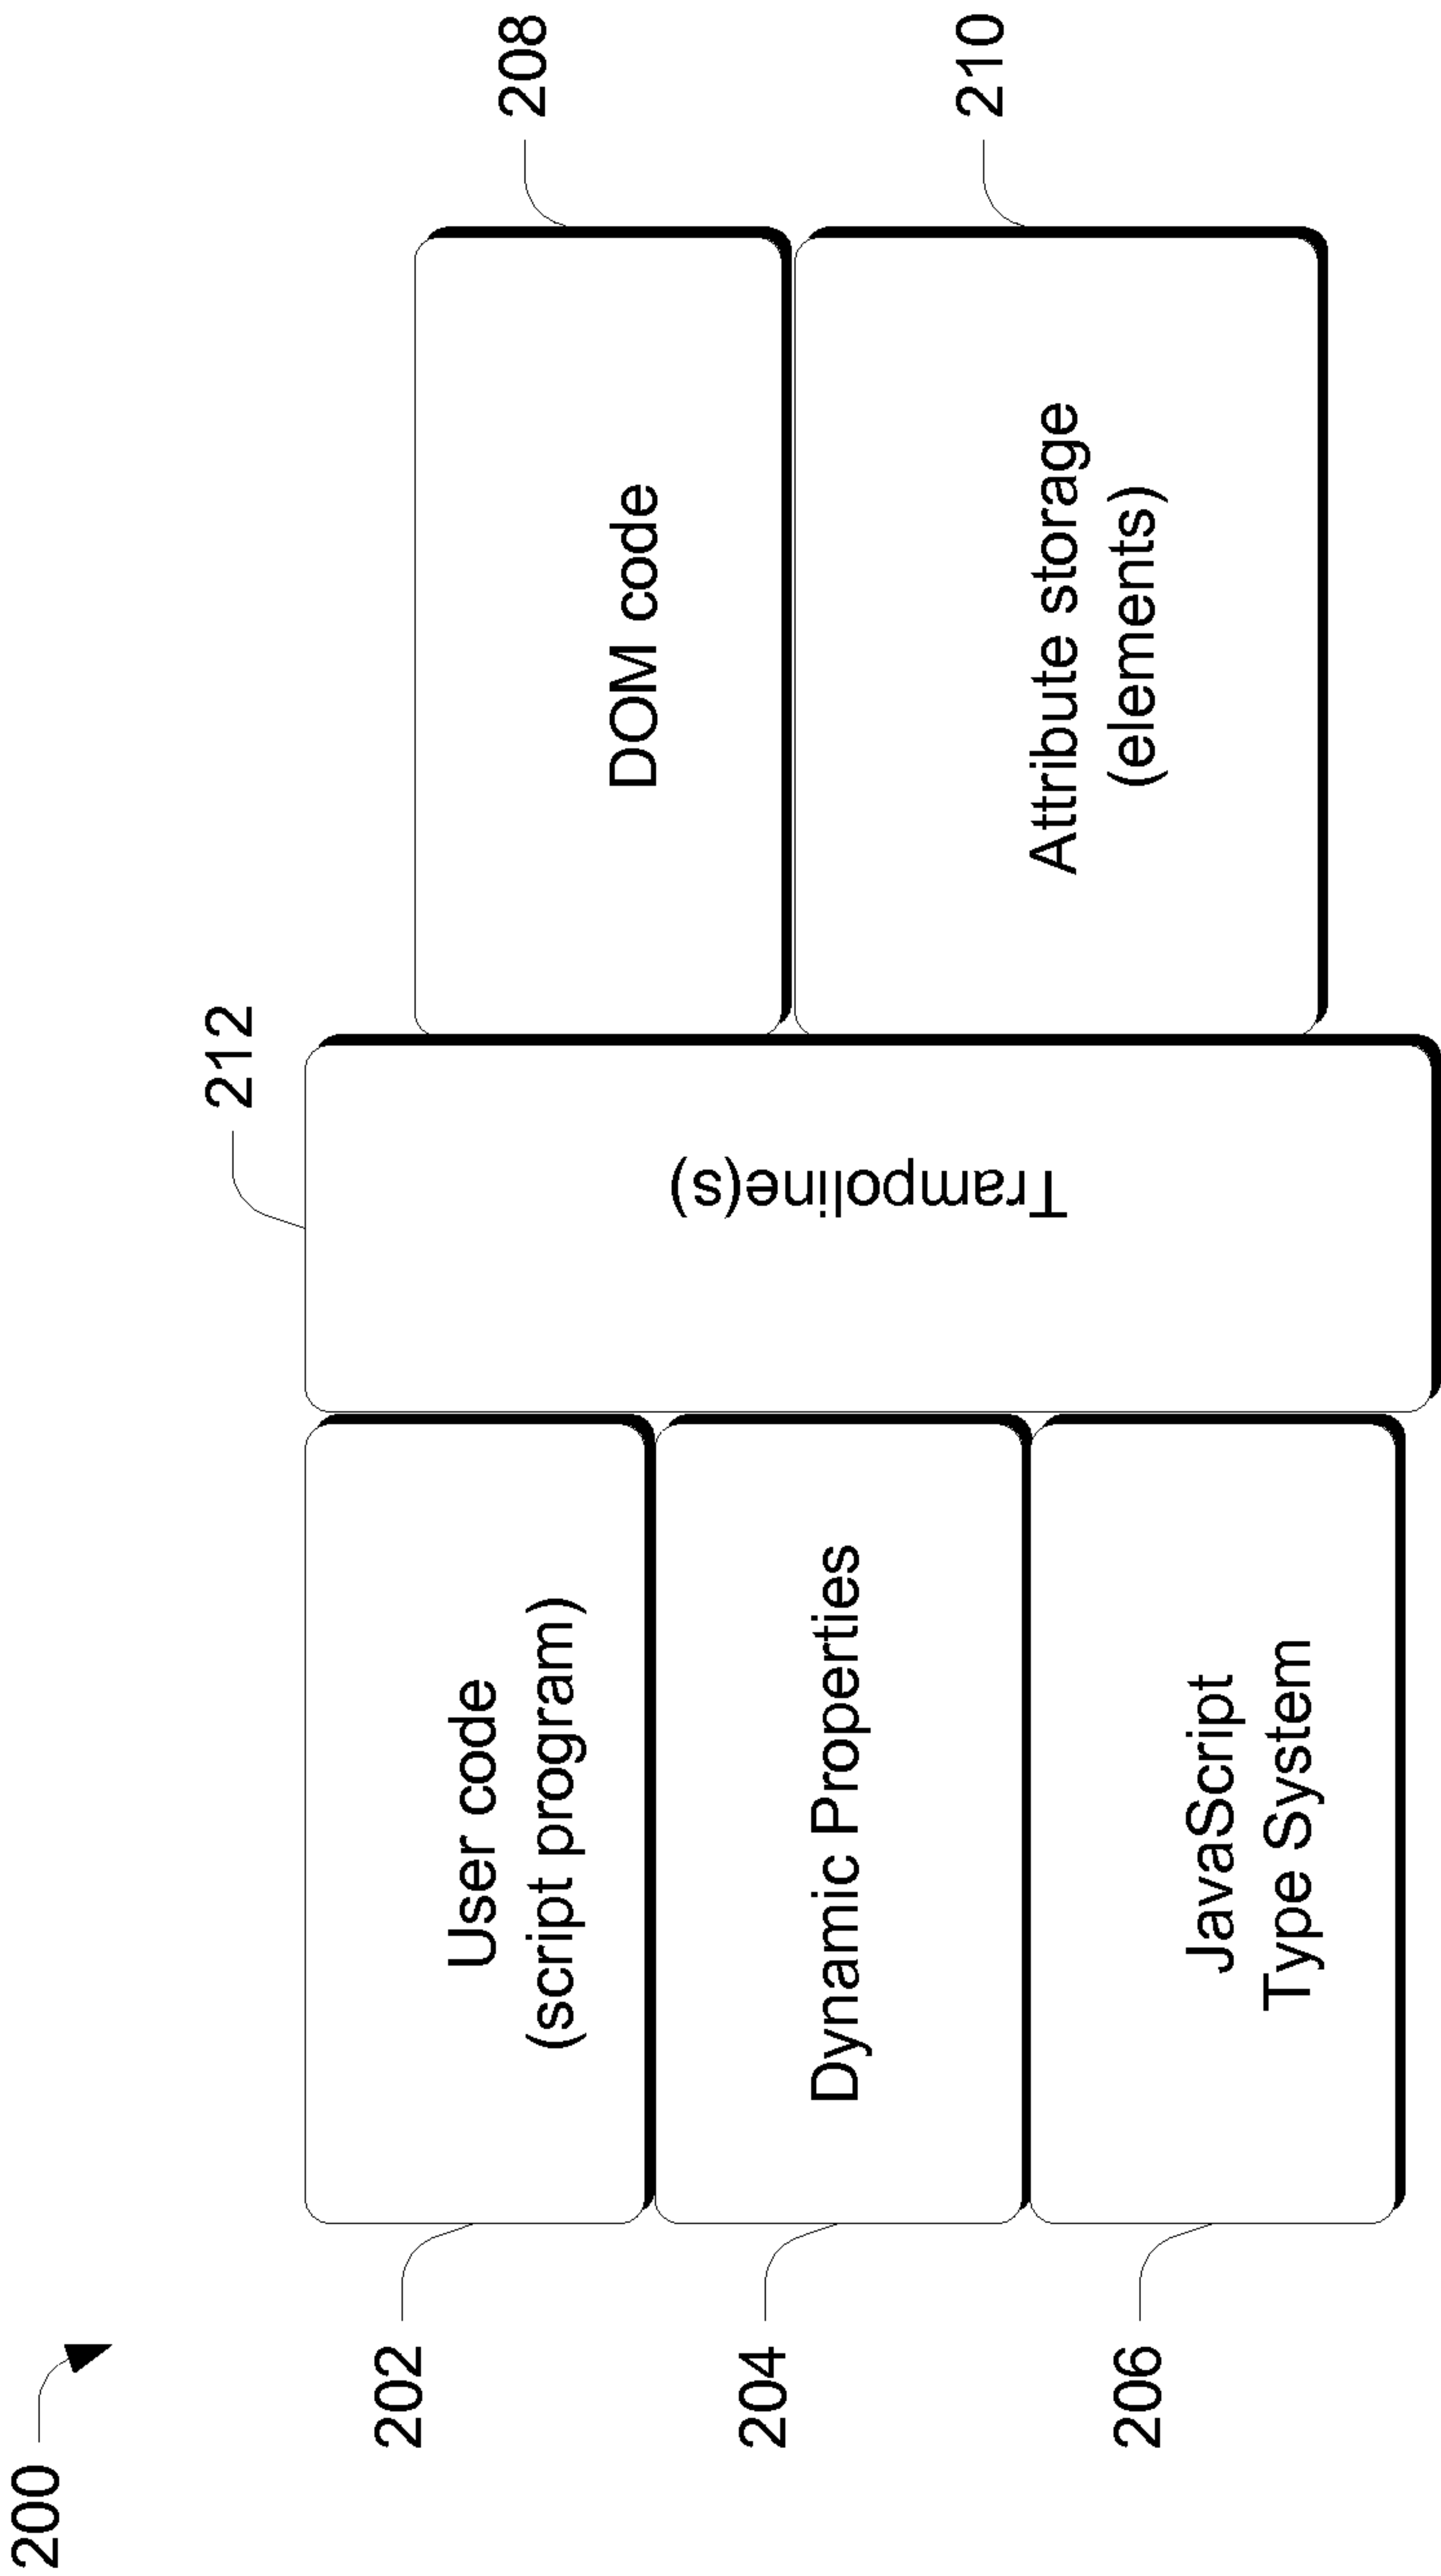 200
212
202
User code
(script program)
208
DOM code
204
Dynamic Properties
Trampoline(s)
206
JavaScript
Type System
210
Attribute storage
(elements)